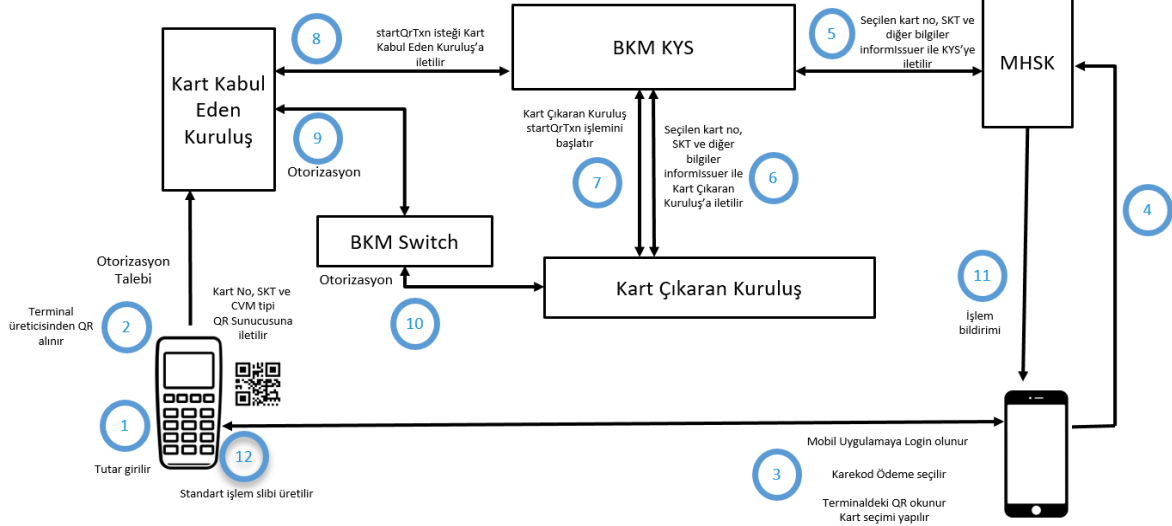 8
startQrTxn isteği Kart
Kabul Eden Kuruluş'a
iletilir
BKM KYS
5
Seçilen kart no, SKT ve
diğer bilgiler
informIssuer ile KYS'ye
iletilir
MHSK
Kart Kabul
Eden
Kuruluş
9
Otorizasyon
Kart Çıkaran Kuruluş
startQrTxn işlemini
başlatır
7
Seçilen kart no,
SKT ve diğer
bilgiler
informIssuer ile
Kart Çıkaran
Kuruluş'a iletilir
6
4
BKM Switch
Otorizasyon
10
Kart Çıkaran Kuruluş
11
İşlem
bildirimi
Otorizasyon
Talebi
Kart No, SKT ve
CVM tipi
QR Sunucusuna
iletilir
Terminal
üreticisinden QR
alınır
2
1
Tutar girilir
12
Standart işlem slibi üretilir
3
Mobil Uygulamaya Login olunur
Karekod Ödeme seçilir
Terminaldeki QR okunur
Kart seçimi yapılır